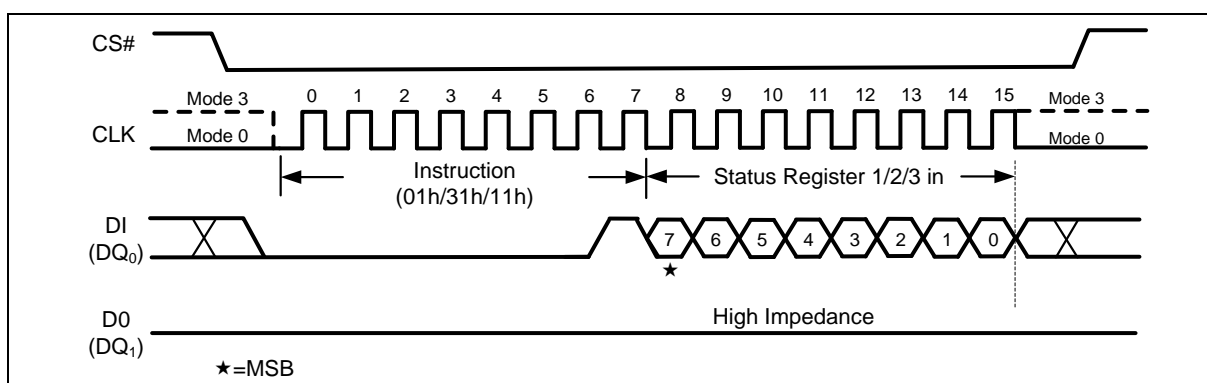 CS#
Mode 3 0 1 2 3 4 5 6 7 8 9 10 11 12 13 14 15 Mode 3
CLK Mode 0 Mode 0
Instruction
(01h/31h/11h)
Status Register 1/2/3 in
DI
(DQ0)
7 6 5 4 3 2 1 0
★
D0
(DQ1)
High Impedance
★=MSB